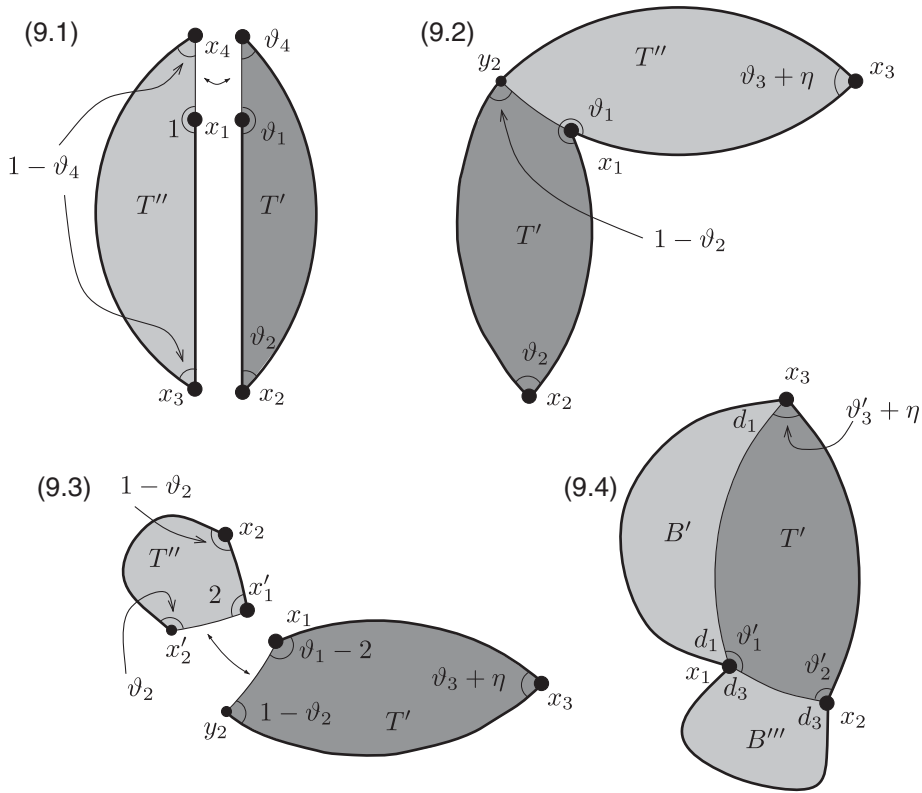 (9.1)
x₄
ϑ₄
1
x₁
ϑ₁
1 − ϑ₄
T″
T′
ϑ₂
x₃
x₂
(9.2)
y₂
T″
ϑ₃ + η
x₃
ϑ₁
x₁
T′
1 − ϑ₂
ϑ₂
x₂
(9.3)
1 − ϑ₂
x₂
T″
2
x′₁
x′₂
ϑ₂
x₁
ϑ₁ − 2
ϑ₃ + η
x₃
y₂
1 − ϑ₂
T′
(9.4)
x₃
d₁
ϑ′₃ + η
B′
T′
d₁
ϑ′₁
x₁
d₃
ϑ′₂
d₃
x₂
B‴